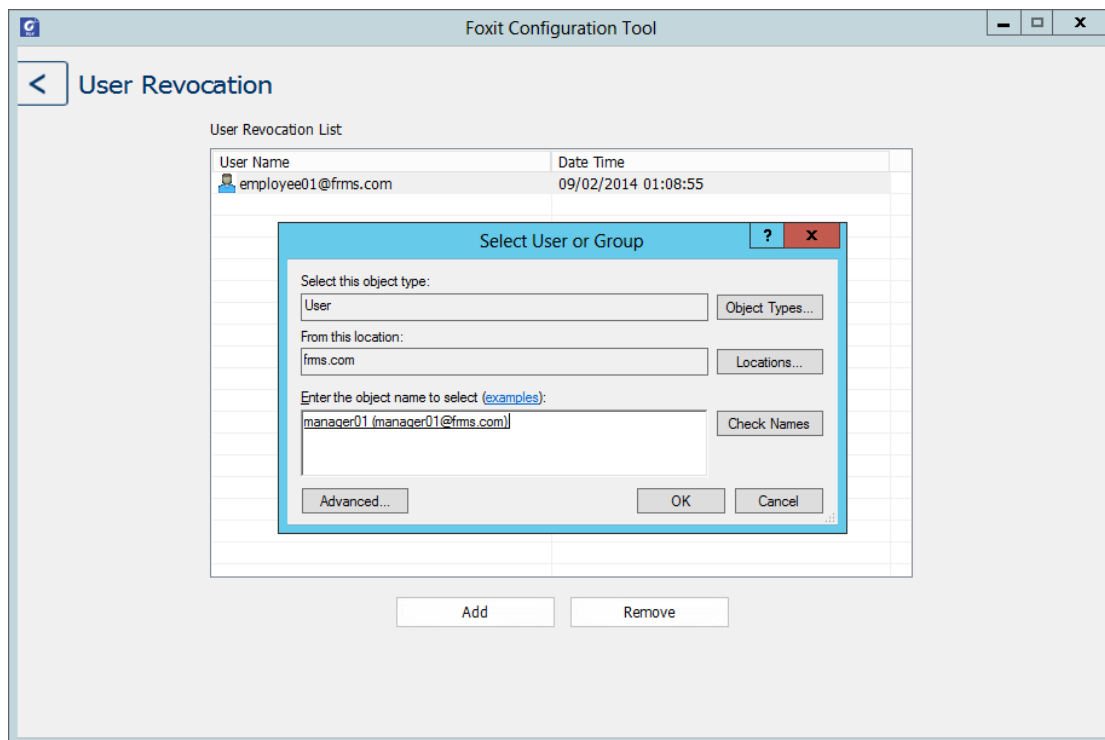 Foxit Configuration Tool
<
User Revocation
User Revocation List
User Name Date Time
employee01@frms.com 09/02/2014 01:08:55
Select User or Group ? x
Select this object type:
User Object Types...
From this location:
frms.com Locations...
Enter the object name to select (examples):
manager01 (manager01@frms.com) Check Names
Advanced... OK Cancel
Add Remove